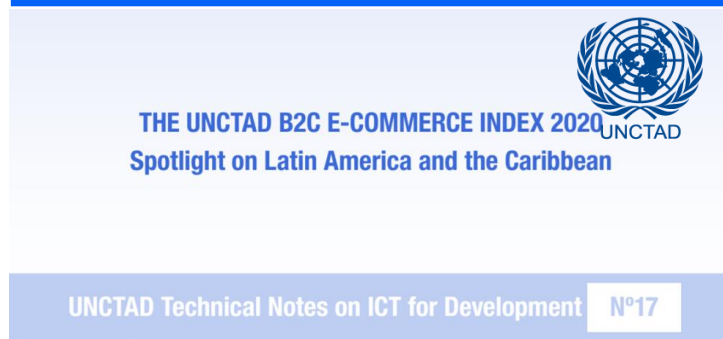 THE UNCTAD B2C E-COMMERCE INDEX 2020
UNCTAD
Spotlight on Latin America and the Caribbean
UNCTAD Technical Notes on ICT for Development Nº17